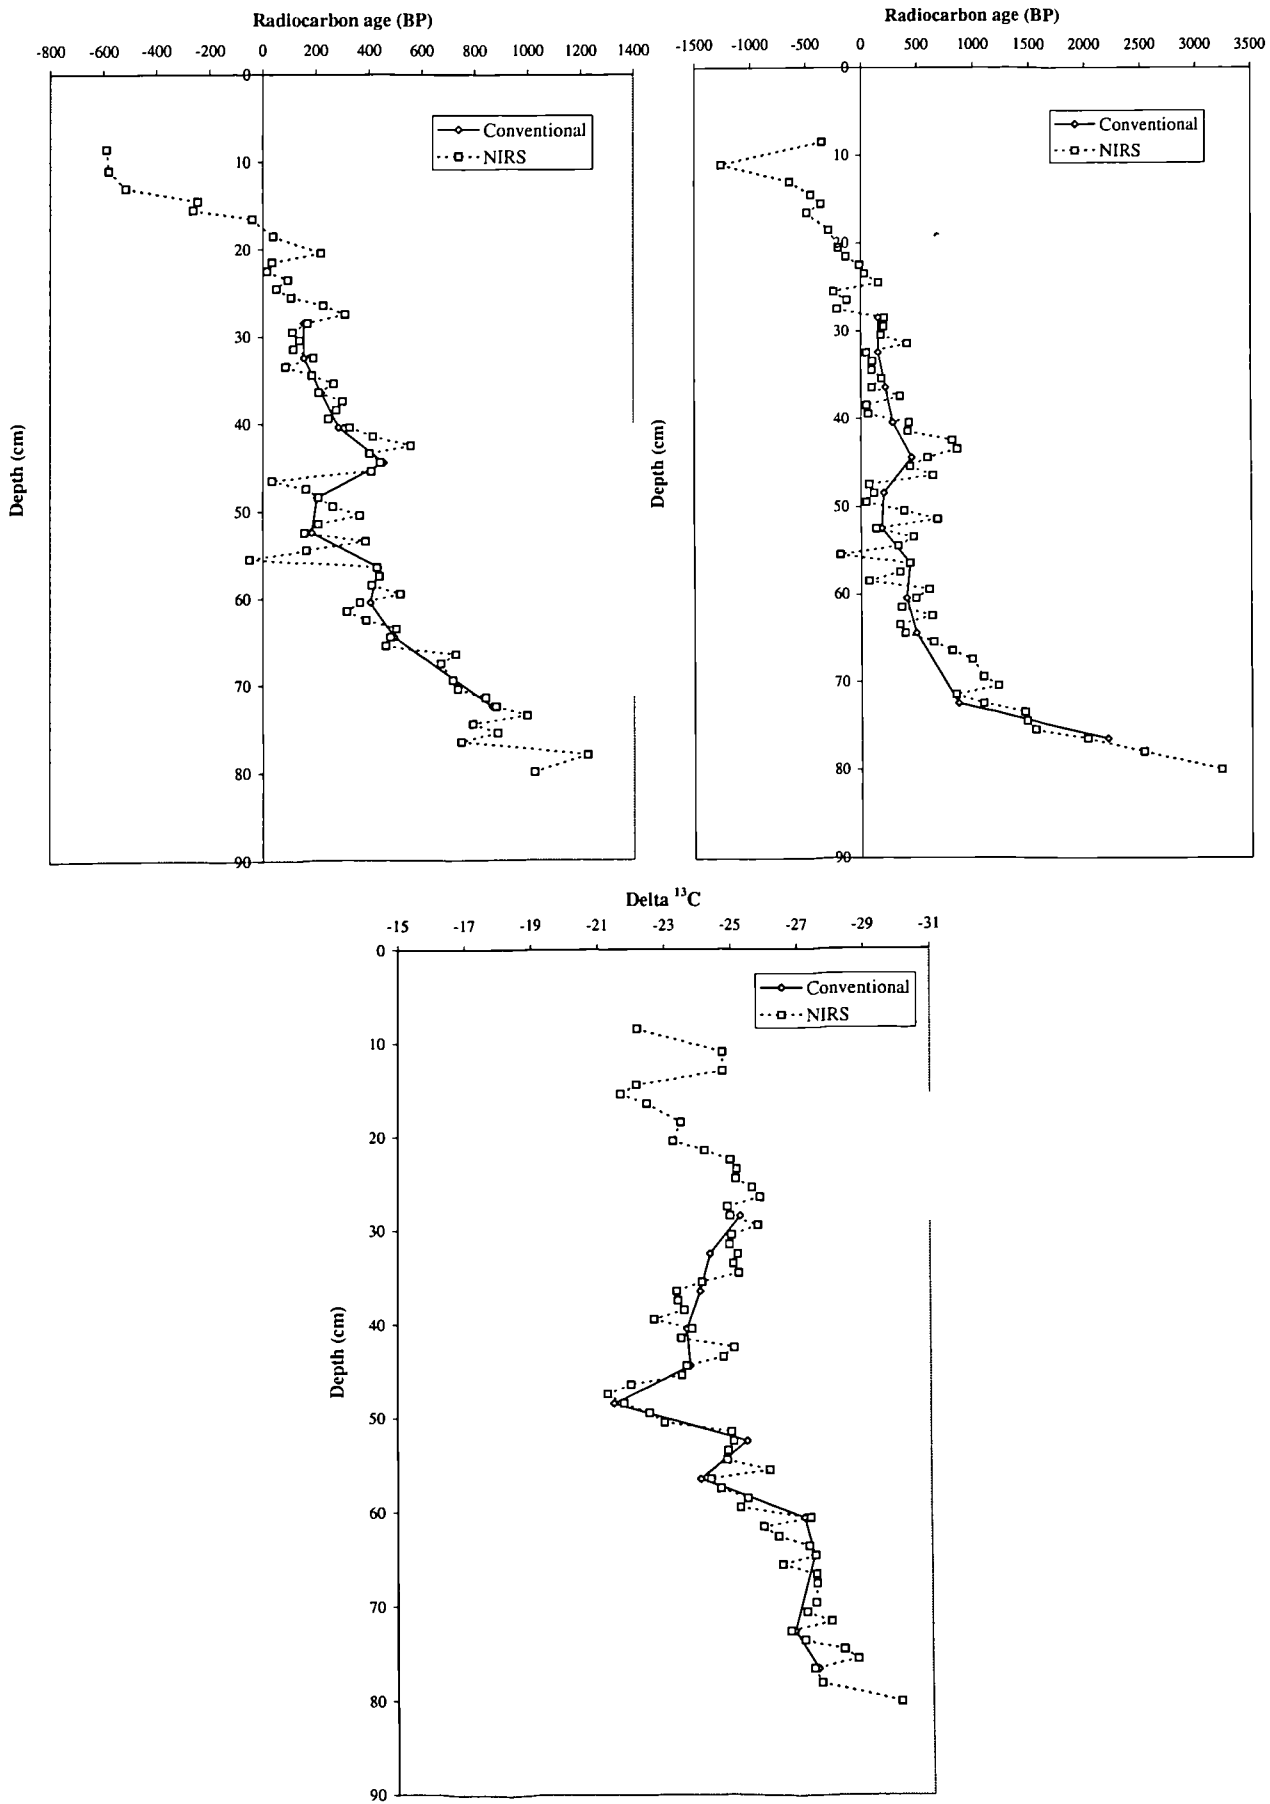 Radiocarbon age (BP)
-800 -600 -400 -200 0 200 400 600 800 1000 1200 1400
0
10
20
30
40
50
60
70
80
90
Depth (cm)
Conventional
NIRS
Radiocarbon age (BP)
-1500 -1000 -500 0 500 1000 1500 2000 2500 3000 3500
0
10
20
30
40
50
60
70
80
90
Depth (cm)
Conventional
NIRS
Delta ¹³C
-15 -17 -19 -21 -23 -25 -27 -29 -31
0
10
20
30
40
50
60
70
80
90
Depth (cm)
Conventional
NIRS